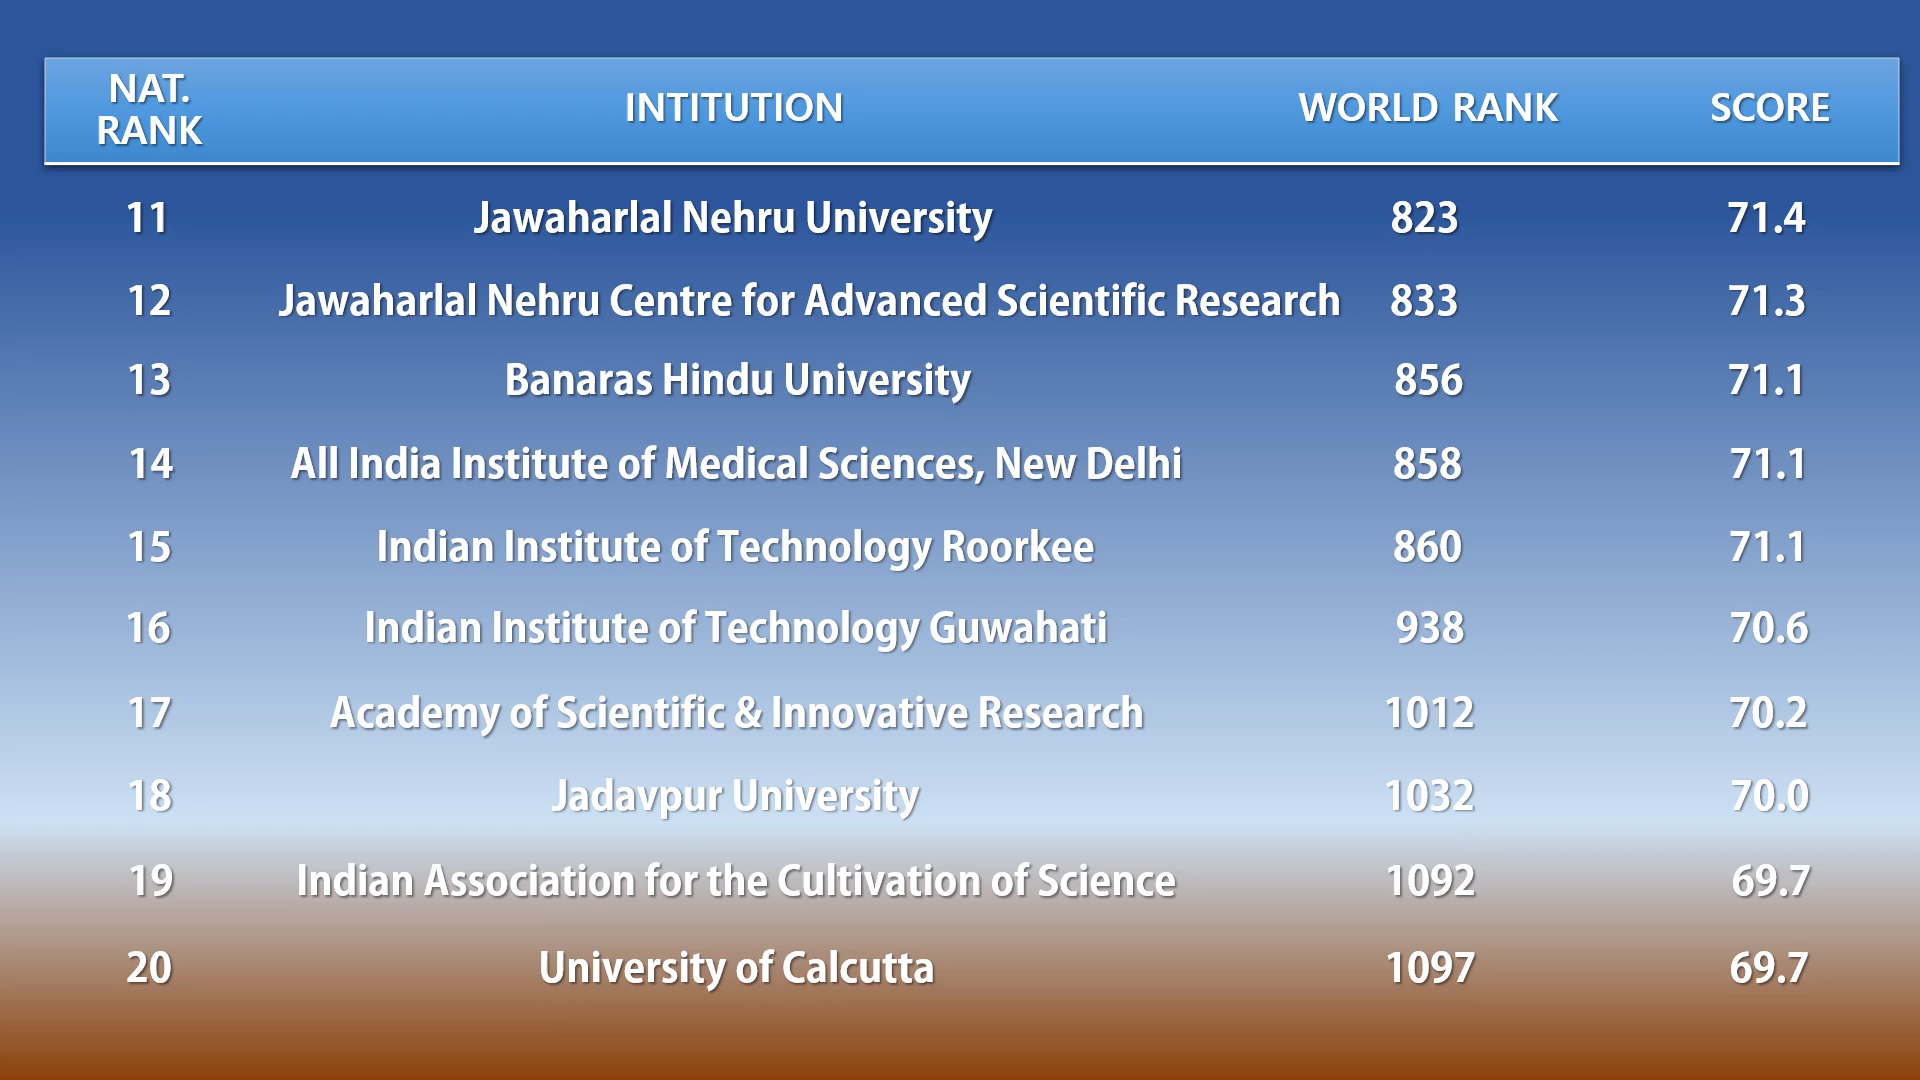 NAT. RANK INTITUTION WORLD RANK SCORE
11 Jawaharlal Nehru University 823 71.4
12 Jawaharlal Nehru Centre for Advanced Scientific Research 833 71.3
13 Banaras Hindu University 856 71.1
14 All India Institute of Medical Sciences, New Delhi 858 71.1
15 Indian Institute of Technology Roorkee 860 71.1
16 Indian Institute of Technology Guwahati 938 70.6
17 Academy of Scientific & Innovative Research 1012 70.2
18 Jadavpur University 1032 70.0
19 Indian Association for the Cultivation of Science 1092 69.7
20 University of Calcutta 1097 69.7